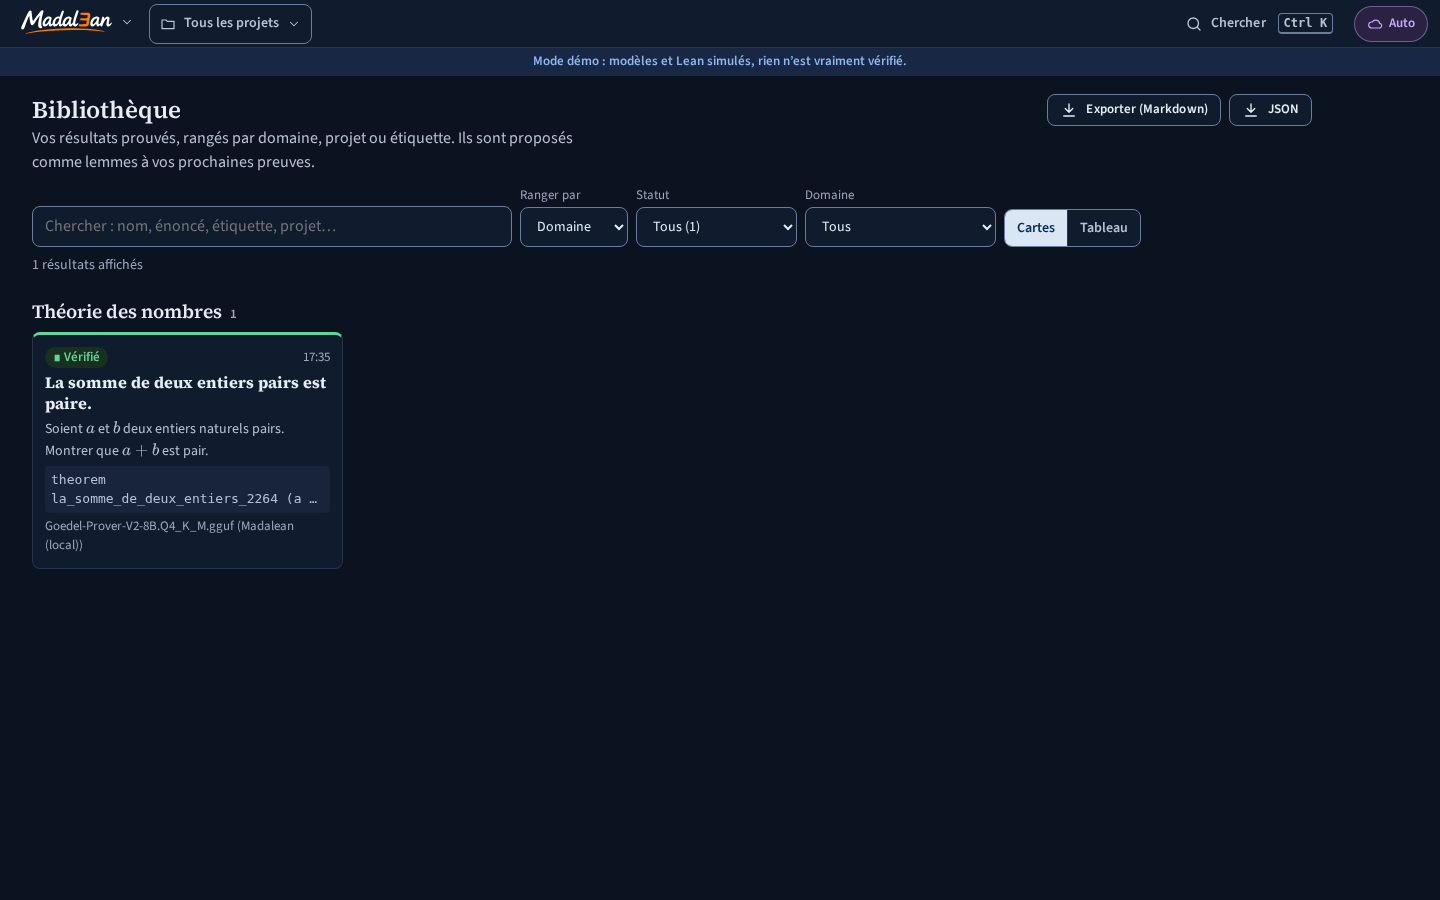 Madal3an
Tous les projets
Chercher
Ctrl K
Auto
Mode démo : modèles et Lean simulés, rien n’est vraiment vérifié.
Bibliothèque
Exporter (Markdown)
JSON
Vos résultats prouvés, rangés par domaine, projet ou étiquette. Ils sont proposés
comme lemmes à vos prochaines preuves.
Ranger par
Statut
Domaine
Chercher : nom, énoncé, étiquette, projet…
Domaine
Tous (1)
Tous
Cartes
Tableau
1 résultats affichés
Théorie des nombres 1
Vérifié
17:35
La somme de deux entiers pairs est
paire.
Soient a et b deux entiers naturels pairs.
Montrer que a + b est pair.
theorem
la_somme_de_deux_entiers_2264 (a …
Goedel-Prover-V2-8B.Q4_K_M.gguf (Madalean
(local))